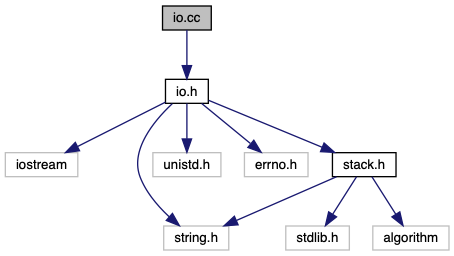 io.cc
io.h
iostream
unistd.h
errno.h
stack.h
string.h
stdlib.h
algorithm